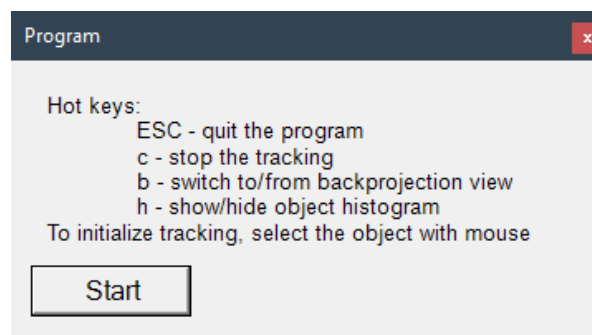 Program
x
Hot keys:
ESC - quit the program
c - stop the tracking
b - switch to/from backprojection view
h - show/hide object histogram
To initialize tracking, select the object with mouse
Start